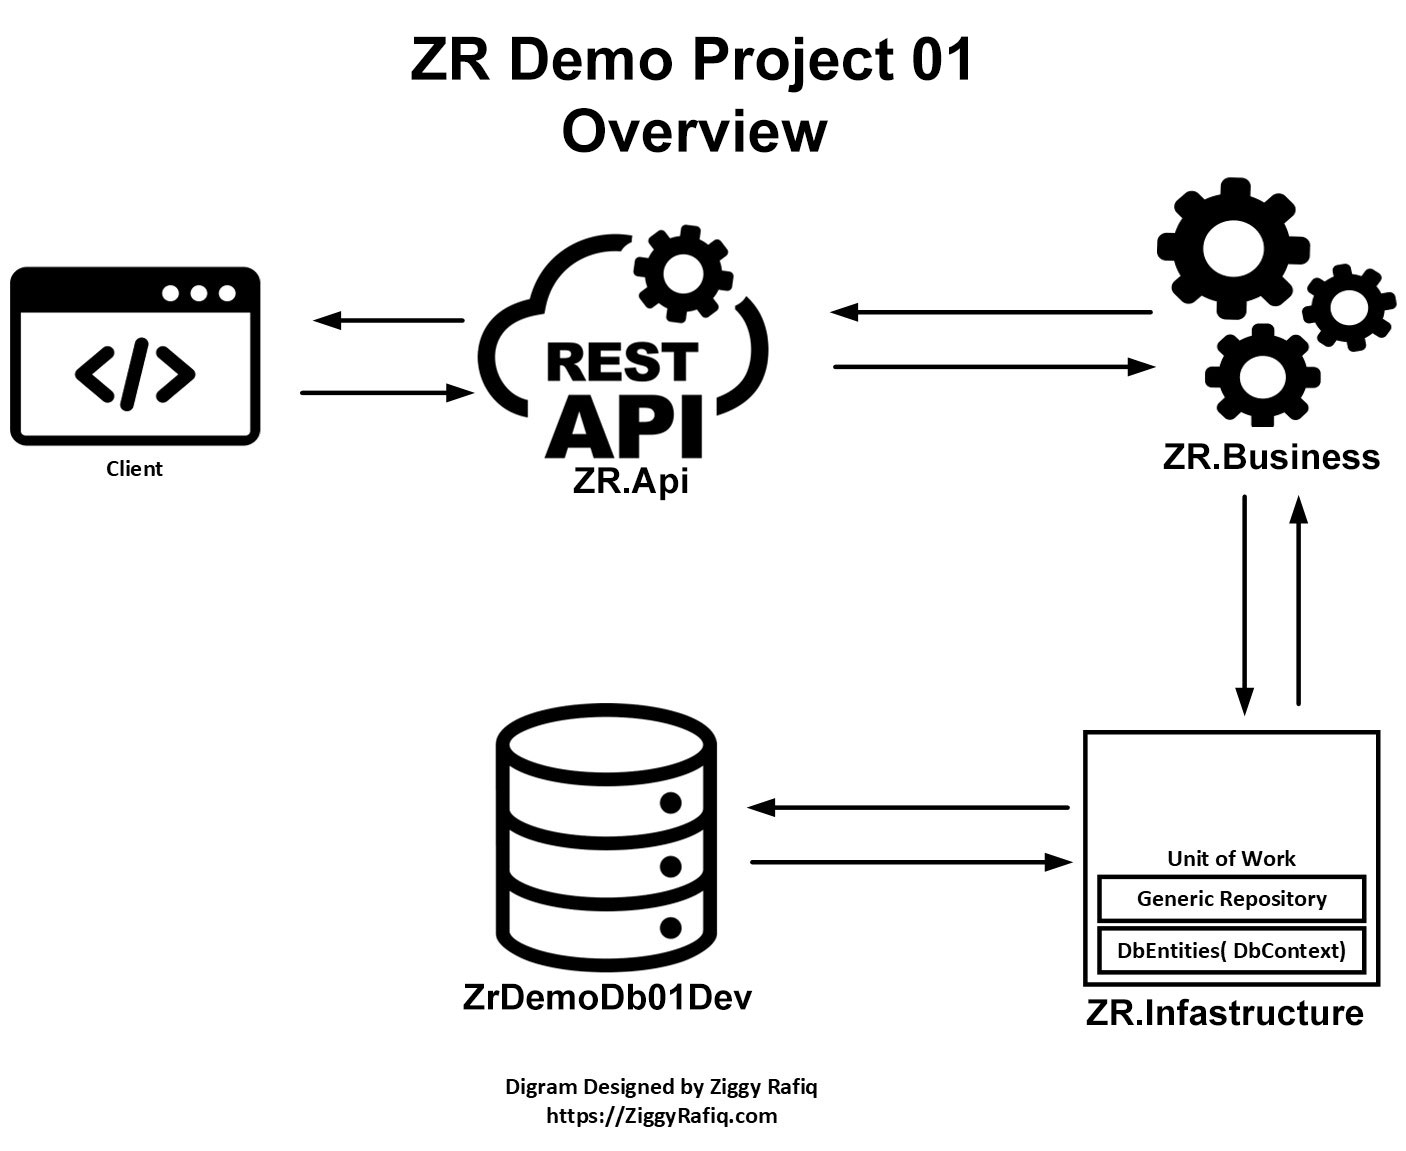 ZR Demo Project 01
Overview
</>
REST
API
Client
ZR.Api
ZR.Business
Unit of Work
Generic Repository
DbEntities( DbContext)
ZrDemoDb01Dev
ZR.Infastructure
Digram Designed by Ziggy Rafiq
https://ZiggyRafiq.com